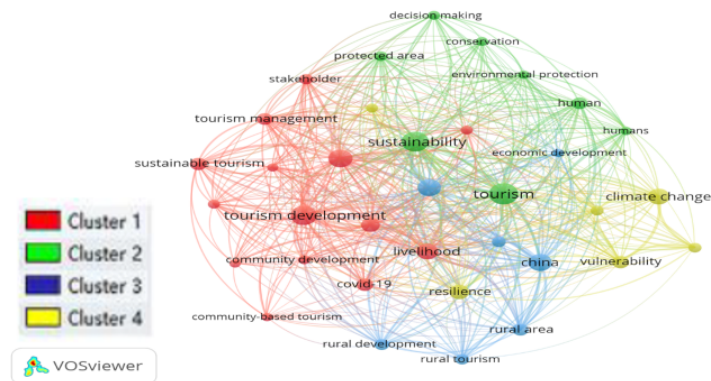 decision making
conservation
protected area
environmental protection
stakeholder
human
tourism management
humans
sustainability
economic development
sustainable tourism
tourism
climate change
tourism development
livelihood
china
vulnerability
community development
covid-19
resilience
community-based tourism
rural area
rural development
rural tourism
Cluster 1
Cluster 2
Cluster 3
Cluster 4
VOSviewer